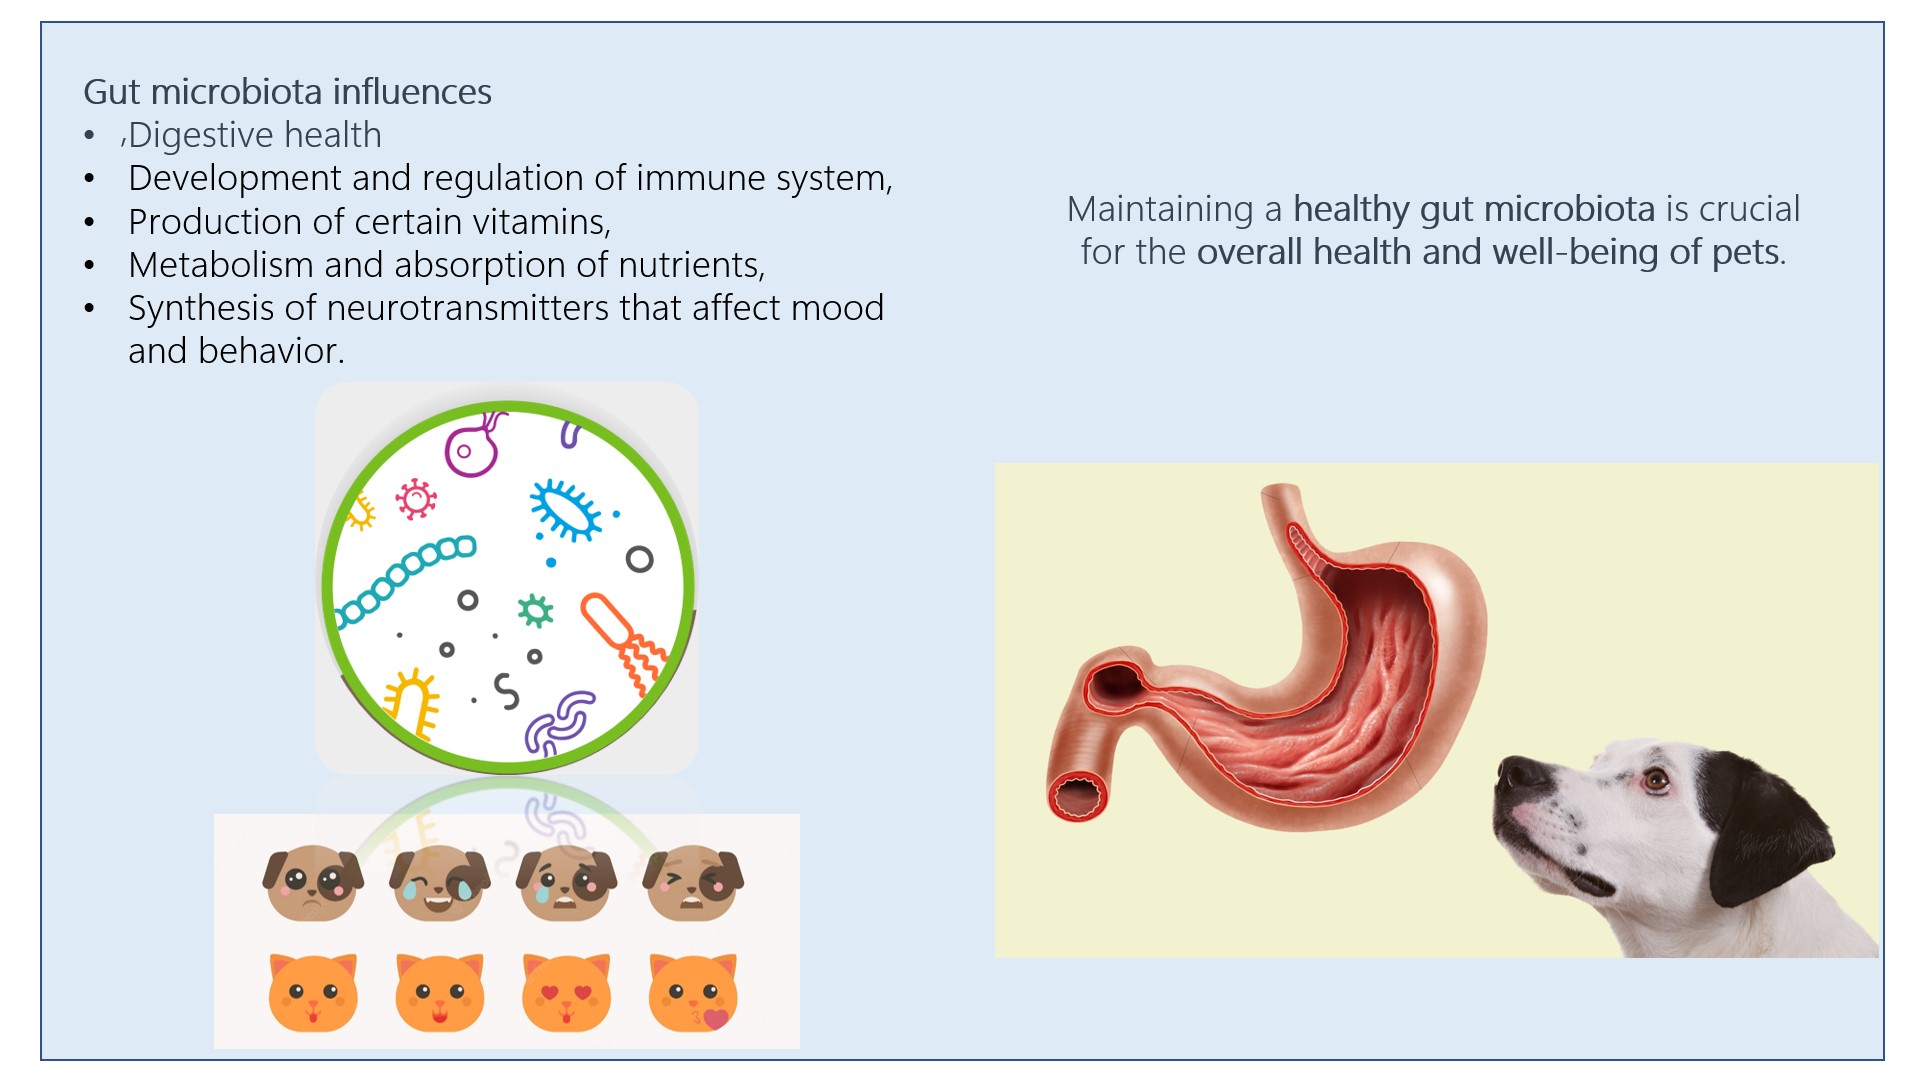 Gut microbiota influences
• ,Digestive health
• Development and regulation of immune system,
• Production of certain vitamins,
• Metabolism and absorption of nutrients,
• Synthesis of neurotransmitters that affect mood
and behavior.
Maintaining a healthy gut microbiota is crucial
for the overall health and well-being of pets.